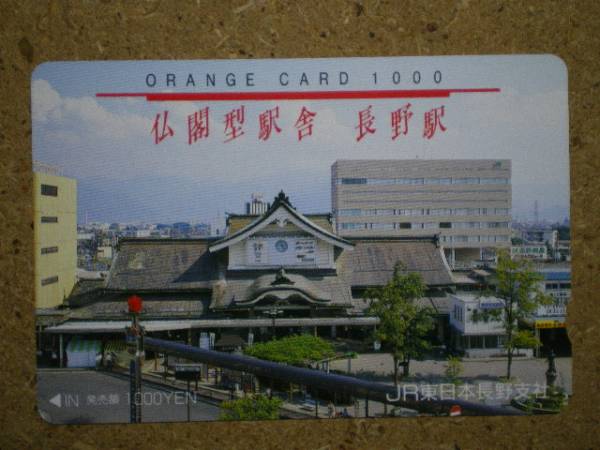 ORANGE CARD 1000
仏閣型駅舎 長野駅
JR東日本長野支社
◀IN 発売額 1000YEN